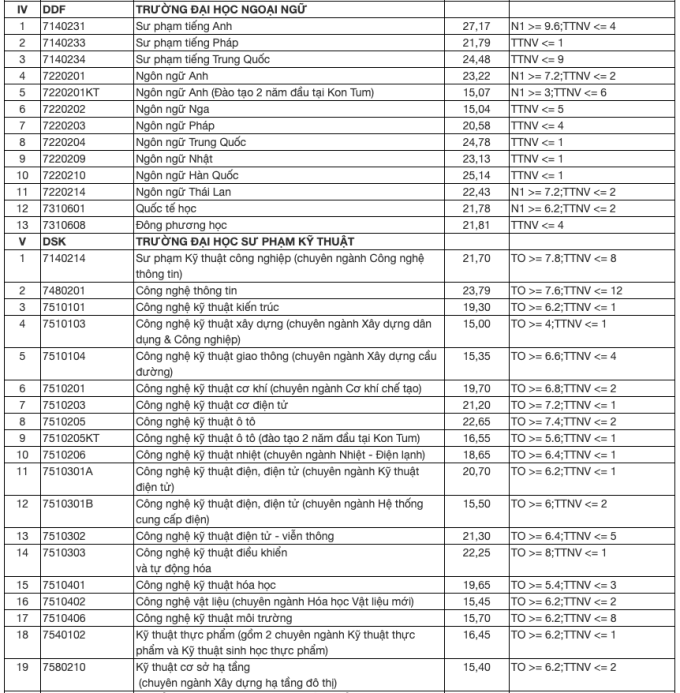 IV DDF TRƯỜNG ĐẠI HỌC NGOẠI NGỮ
1 7140231 Sư phạm tiếng Anh 27,17 N1 >= 9.6;TTNV <= 4
2 7140233 Sư phạm tiếng Pháp 21,79 TTNV <= 1
3 7140234 Sư phạm tiếng Trung Quốc 24,48 TTNV <= 9
4 7220201 Ngôn ngữ Anh 23,22 N1 >= 7.2;TTNV <= 2
5 7220201KT Ngôn ngữ Anh (Đào tạo 2 năm đầu tại Kon Tum) 15,07 N1 >= 3;TTNV <= 6
6 7220202 Ngôn ngữ Nga 15,04 TTNV <= 5
7 7220203 Ngôn ngữ Pháp 20,58 TTNV <= 4
8 7220204 Ngôn ngữ Trung Quốc 24,78 TTNV <= 1
9 7220209 Ngôn ngữ Nhật 23,13 TTNV <= 1
10 7220210 Ngôn ngữ Hàn Quốc 25,14 TTNV <= 1
11 7220214 Ngôn ngữ Thái Lan 22,43 N1 >= 7.2;TTNV <= 2
12 7310601 Quốc tế học 21,78 N1 >= 6.2;TTNV <= 2
13 7310608 Đông phương học 21,81 TTNV <= 4
V DSK TRƯỜNG ĐẠI HỌC SƯ PHẠM KỸ THUẬT
1 7140214 Sư phạm Kỹ thuật công nghiệp (chuyên ngành Công nghệ 21,70 TO >= 7.8;TTNV <= 8
thông tin)
2 7480201 Công nghệ thông tin 23,79 TO >= 7.6;TTNV <= 12
3 7510101 Công nghệ kỹ thuật kiến trúc 19,30 TO >= 6.2;TTNV <= 1
4 7510103 Công nghệ kỹ thuật xây dựng (chuyên ngành Xây dựng dân 15,00 TO >= 4;TTNV <= 1
dụng & Công nghiệp)
5 7510104 Công nghệ kỹ thuật giao thông (chuyên ngành Xây dựng cầu 15,35 TO >= 6.6;TTNV <= 4
đường)
6 7510201 Công nghệ kỹ thuật cơ khí (chuyên ngành Cơ khí chế tạo) 19,70 TO >= 6.8;TTNV <= 2
7 7510203 Công nghệ kỹ thuật cơ điện tử 21,20 TO >= 7.2;TTNV <= 1
8 7510205 Công nghệ kỹ thuật ô tô 22,65 TO >= 7.4;TTNV <= 2
9 7510205KT Công nghệ kỹ thuật ô tô (đào tạo 2 năm đầu tại Kon Tum) 16,55 TO >= 5.6;TTNV <= 1
10 7510206 Công nghệ kỹ thuật nhiệt (chuyên ngành Nhiệt - Điện lạnh) 18,65 TO >= 6.4;TTNV <= 1
11 7510301A Công nghệ kỹ thuật điện, điện tử (chuyên ngành Kỹ thuật 20,70 TO >= 6.2;TTNV <= 1
điện tử)
12 7510301B Công nghệ kỹ thuật điện, điện tử (chuyên ngành Hệ thống 15,50 TO >= 6;TTNV <= 2
cung cấp điện)
13 7510302 Công nghệ kỹ thuật điện tử - viễn thông 21,30 TO >= 6.4;TTNV <= 5
14 7510303 Công nghệ kỹ thuật điều khiển 22,25 TO >= 8;TTNV <= 1
và tự động hóa
15 7510401 Công nghệ kỹ thuật hóa học 19,65 TO >= 5.4;TTNV <= 3
16 7510402 Công nghệ vật liệu (chuyên ngành Hóa học Vật liệu mới) 15,45 TO >= 6.2;TTNV <= 2
17 7510406 Công nghệ kỹ thuật môi trường 15,70 TO >= 6.2;TTNV <= 8
18 7540102 Kỹ thuật thực phẩm (gồm 2 chuyên ngành Kỹ thuật thực 16,45 TO >= 6.2;TTNV <= 1
phẩm và Kỹ thuật sinh học thực phẩm)
19 7580210 Kỹ thuật cơ sở hạ tầng 15,40 TO >= 6.2;TTNV <= 2
(chuyên ngành Xây dựng hạ tầng đô thị)